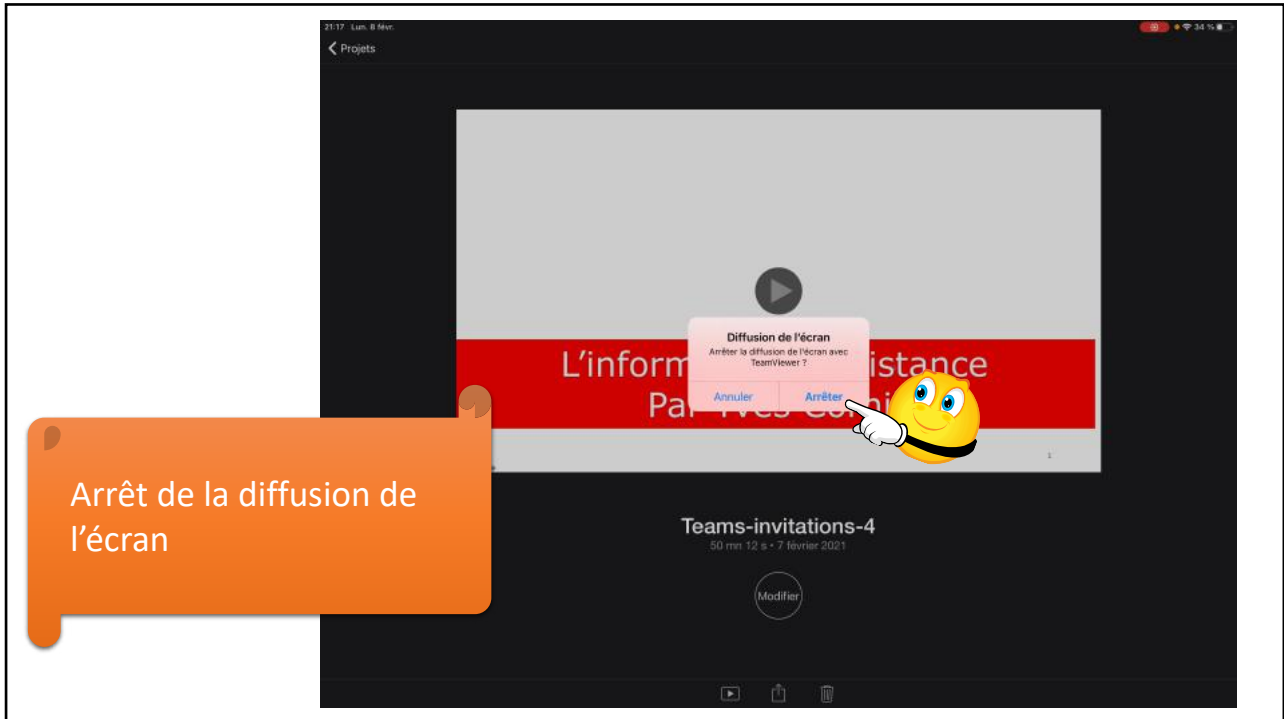 21:17 Lun. 8 févr.
34 %
Projets
Diffusion de l'écran
Arrêter la diffusion de l'écran avec
TeamViewer ?
Annuler
Arrêter
L'inform istance
Par Yves
Arrêt de la diffusion de
l'écran
1
Teams-invitations-4
50 mn 12 s • 7 février 2021
Modifier